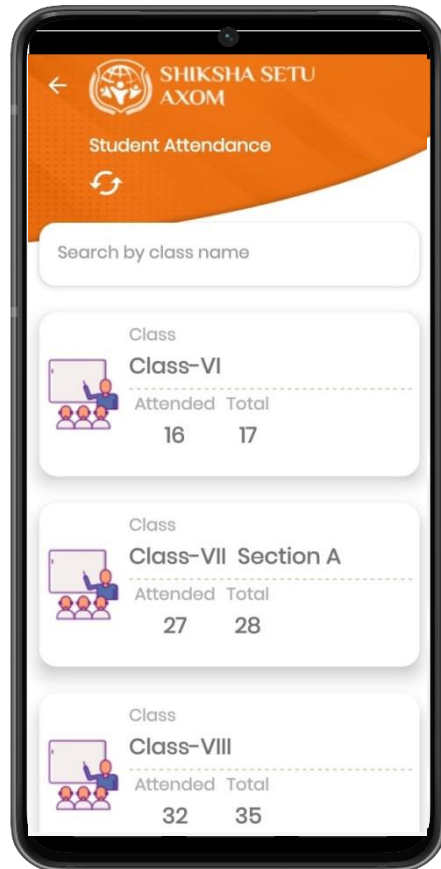 SHIKSHA SETU
AXOM
Student Attendance
Search by class name
Class
Class-VI
Attended Total
16 17
Class
Class-VII Section A
Attended Total
27 28
Class
Class-VIII
Attended Total
32 35